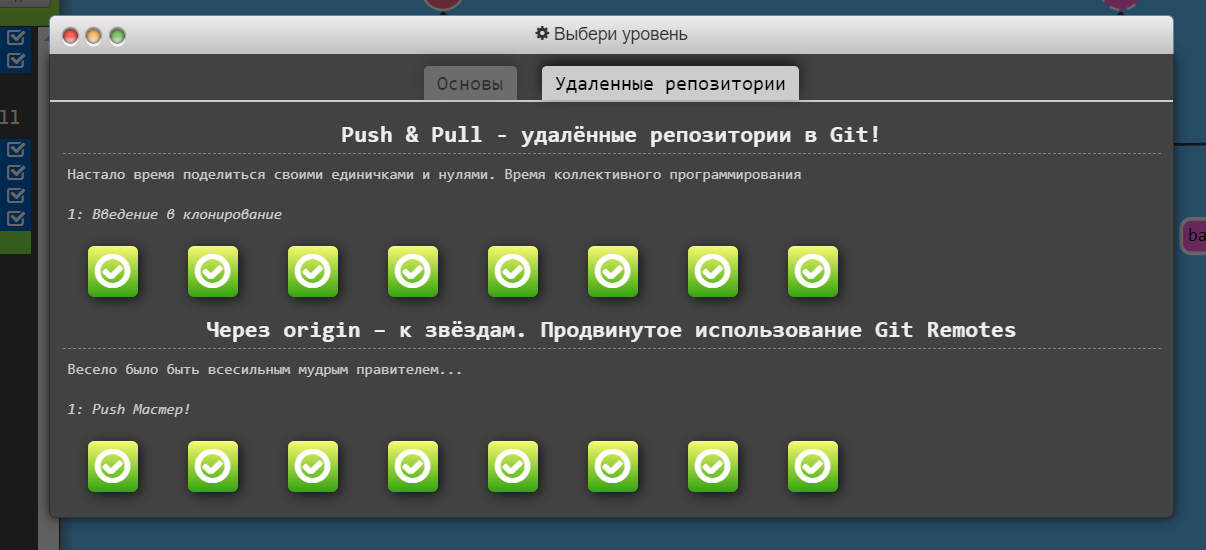 Выбери уровень
11
Основы
Удаленные репозитории
Push & Pull - удалённые репозитории в Git!
Настало время поделиться своими единичками и нулями. Время коллективного программирования
1: Введение в клонирование
ba
Через origin – к звёздам. Продвинутое использование Git Remotes
Весело было быть всесильным мудрым правителем...
1: Push Мастер!